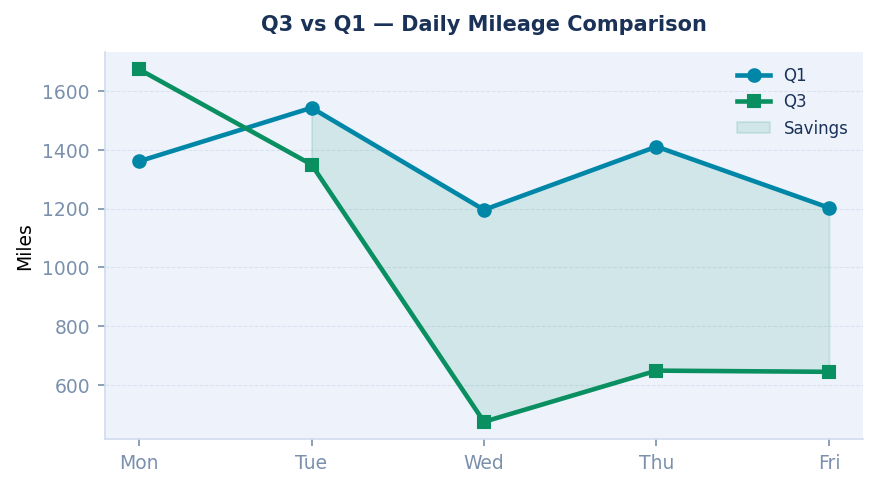 Q3 vs Q1 — Daily Mileage Comparison
Miles
1600
1400
1200
1000
800
600
Q1
Q3
Savings
Mon Tue Wed Thu Fri